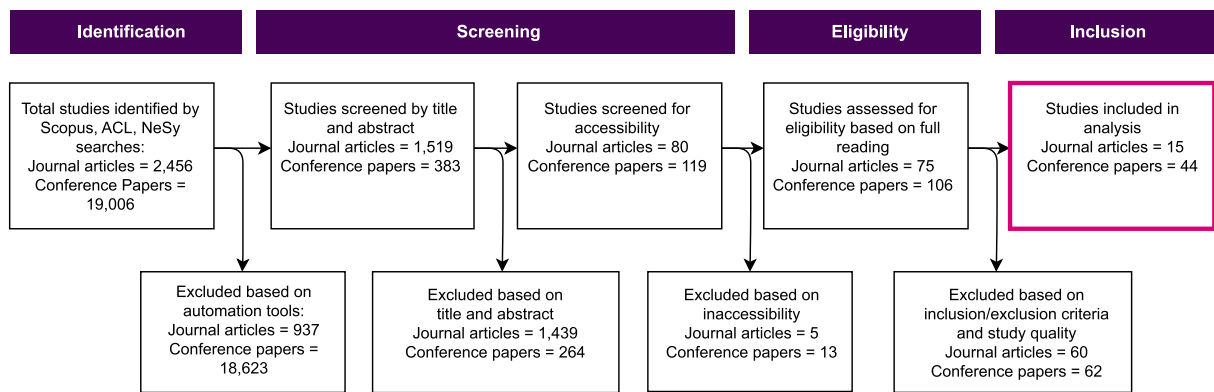 Identification
Screening
Eligibility
Inclusion
Total studies identified by
Scopus, ACL, NeSy
searches:
Journal articles = 2,456
Conference Papers =
19,006
Studies screened by title
and abstract
Journal articles = 1,519
Conference papers = 383
Studies screened for
accessibility
Journal articles = 80
Conference papers = 119
Studies assessed for
eligibility based on full
reading
Journal articles = 75
Conference papers = 106
Studies included in
analysis
Journal articles = 15
Conference papers = 44
Excluded based on
automation tools:
Journal articles = 937
Conference papers =
18,623
Excluded based on
title and abstract
Journal articles = 1,439
Conference papers = 264
Excluded based on
inaccessibility
Journal articles = 5
Conference papers = 13
Excluded based on
inclusion/exclusion criteria
and study quality
Journal articles = 60
Conference papers = 62